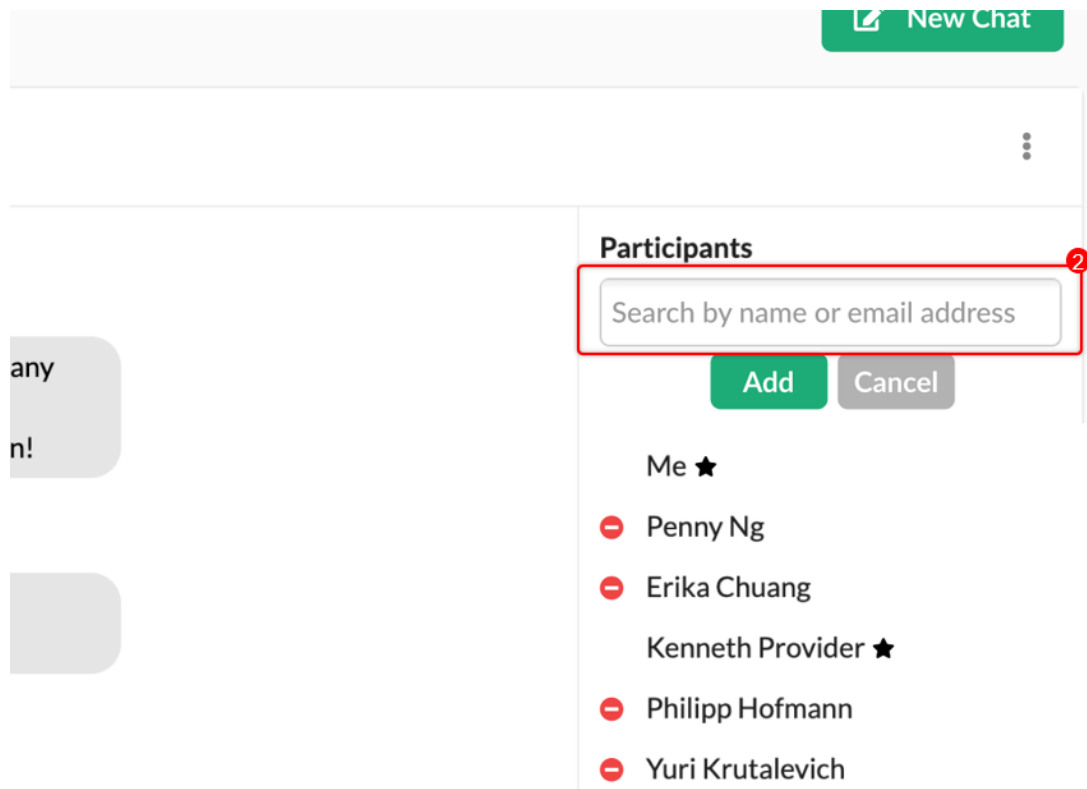 New Chat
Participants
2
Search by name or email address
any
Add Cancel
n!
Me
Penny Ng
Erika Chuang
Kenneth Provider
Philipp Hofmann
Yuri Krutalevich